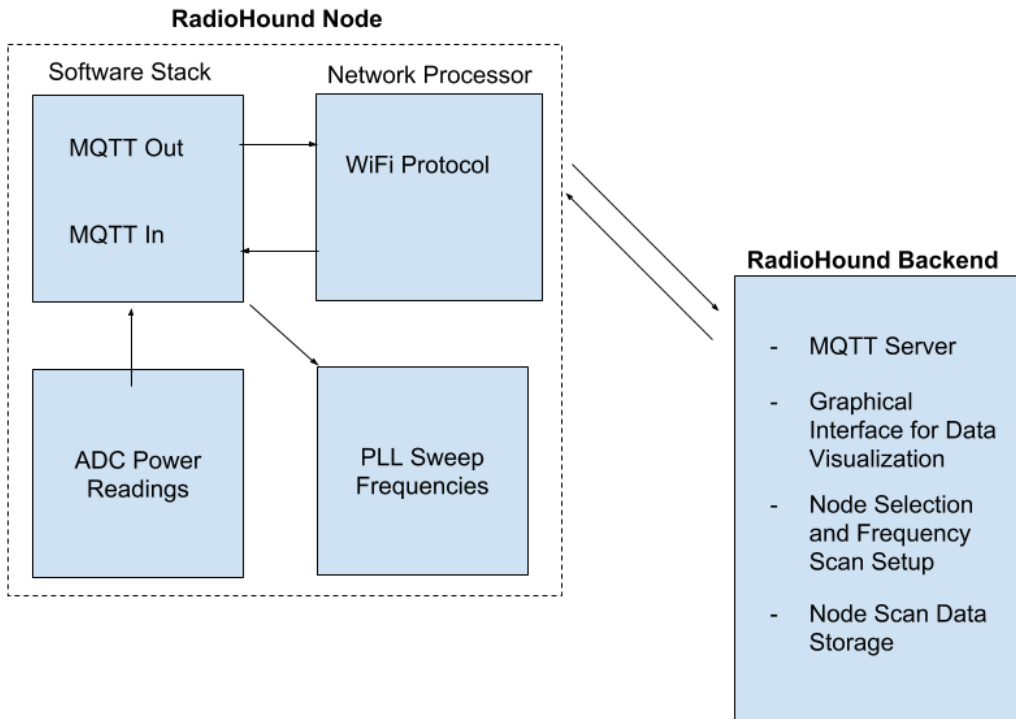 RadioHound Node
Software Stack
Network Processor
MQTT Out
WiFi Protocol
MQTT In
ADC Power
Readings
PLL Sweep
Frequencies
RadioHound Backend
- MQTT Server
- Graphical
Interface for Data
Visualization
- Node Selection
and Frequency
Scan Setup
- Node Scan Data
Storage